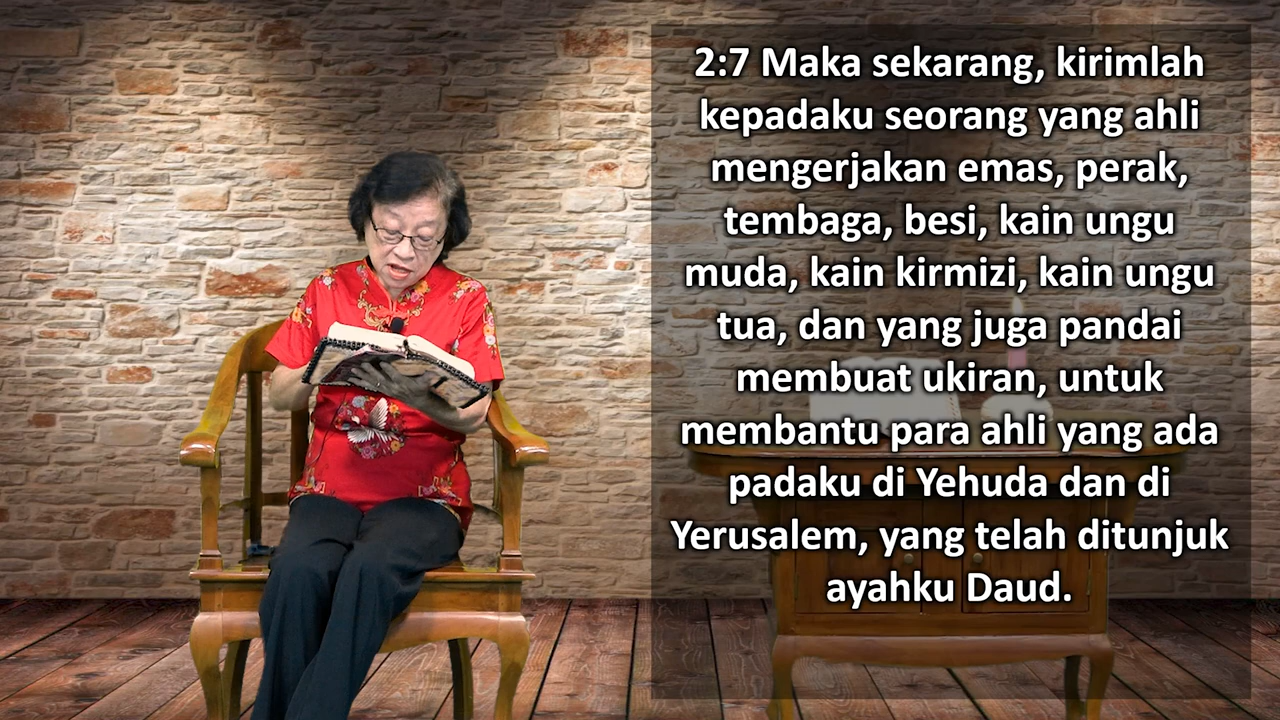 2:7 Maka sekarang, kirimlah
kepadaku seorang yang ahli
mengerjakan emas, perak,
tembaga, besi, kain ungu
muda, kain kirmizi, kain ungu
tua, dan yang juga pandai
membuat ukiran, untuk
membantu para ahli yang ada
padaku di Yehuda dan di
Yerusalem, yang telah ditunjuk
ayahku Daud.